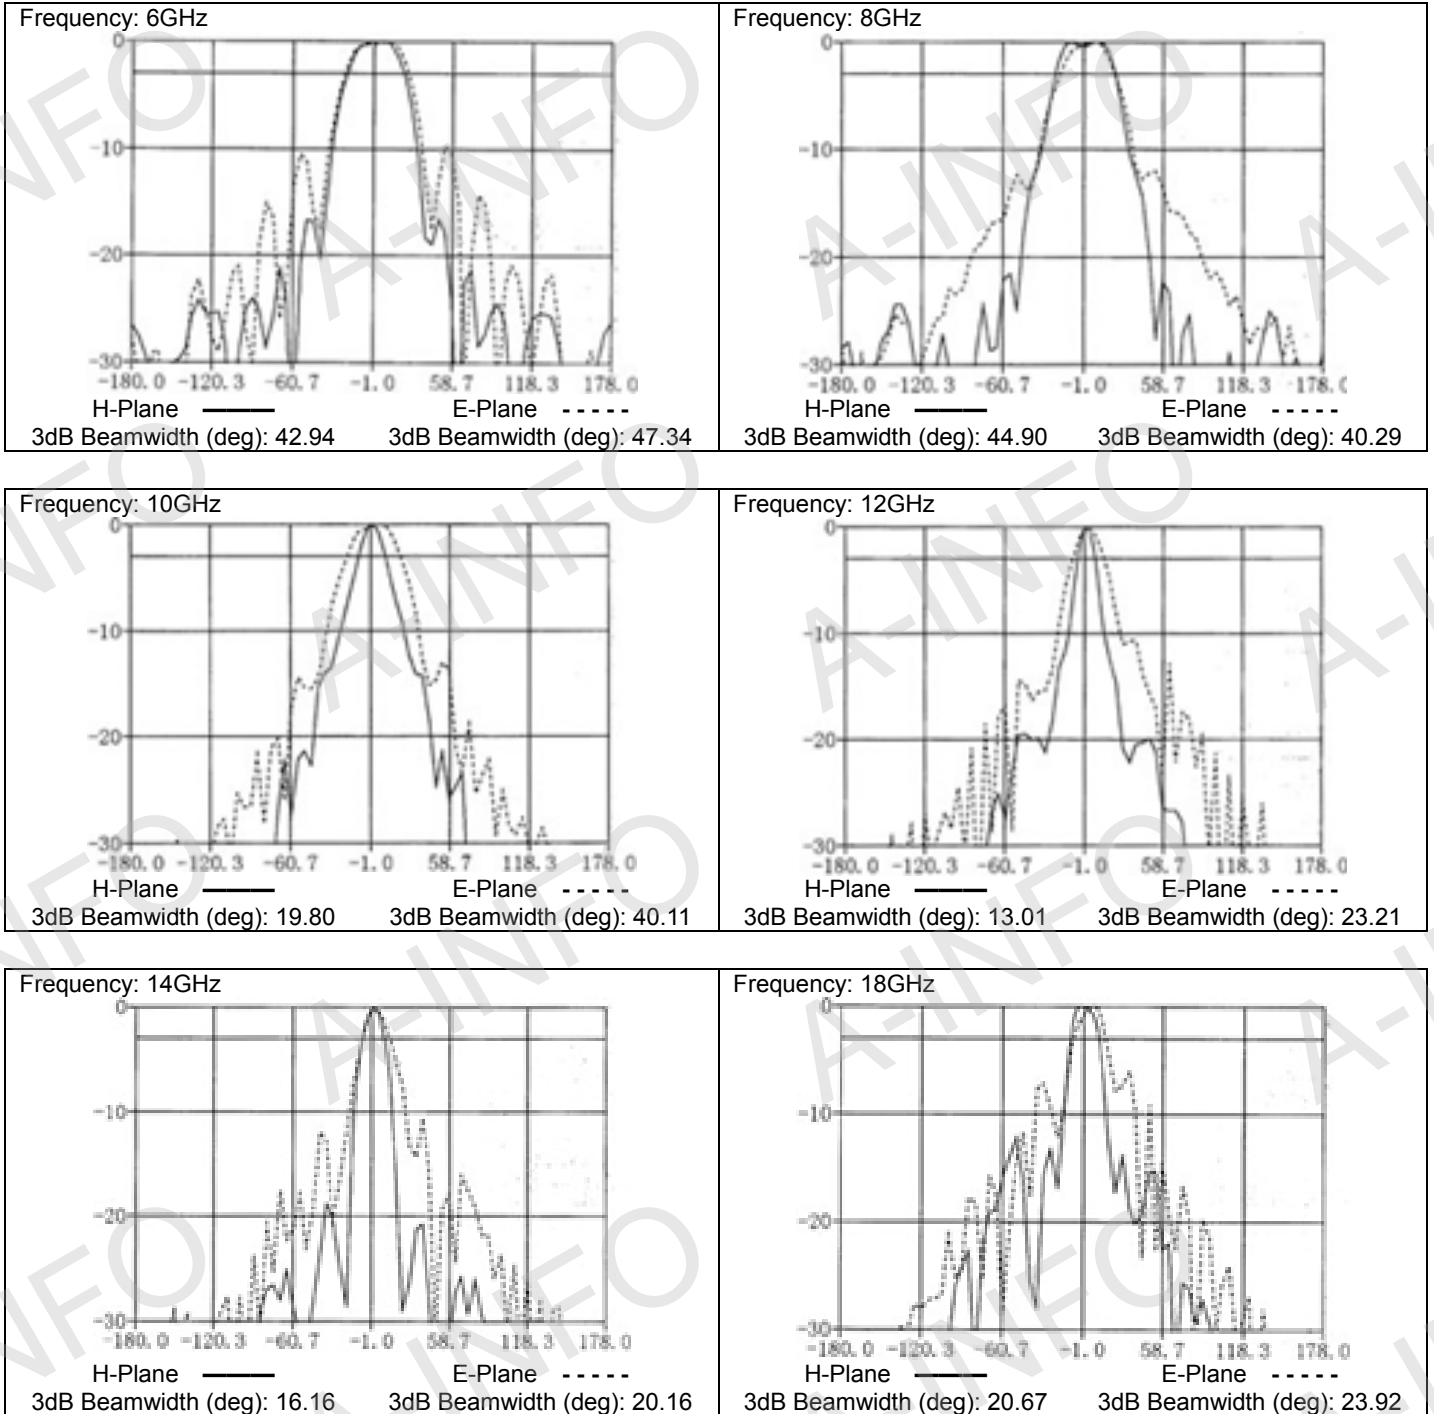 Frequency: 6GHz
0
-10
-20
-30
-180. 0 -120. 3 -60. 7 -1. 0 58. 7 118. 3 178. 0
H-Plane E-Plane
3dB Beamwidth (deg): 42.94 3dB Beamwidth (deg): 47.34
Frequency: 8GHz
0
-10
-20
-30
-180. 0 -120. 3 -60. 7 -1. 0 58. 7 118. 3 178.
H-Plane E-Plane
3dB Beamwidth (deg): 44.90 3dB Beamwidth (deg): 40.29
Frequency: 10GHz
0
-10
-20
-30
-180. 0 -120. 3 -60. 7 -1. 0 58. 7 118. 3 178. 0
H-Plane E-Plane
3dB Beamwidth (deg): 19.80 3dB Beamwidth (deg): 40.11
Frequency: 12GHz
0
-10
-20
-30
-180. 0 -120. 3 -60. 7 -1. 0 58. 7 118. 3 178. 0
H-Plane E-Plane
3dB Beamwidth (deg): 13.01 3dB Beamwidth (deg): 23.21
Frequency: 14GHz
0
-10
-20
-30
-180. 0 -120. 3 -60. 7 -1. 0 58. 7 118. 3 178. 0
H-Plane E-Plane
3dB Beamwidth (deg): 16.16 3dB Beamwidth (deg): 20.16
Frequency: 18GHz
0
-10
-20
-30
-180. 0 -120. 3 -60. 7 -1. 0 58. 7 118. 3 178. 0
H-Plane E-Plane
3dB Beamwidth (deg): 20.67 3dB Beamwidth (deg): 23.92
A-INFO